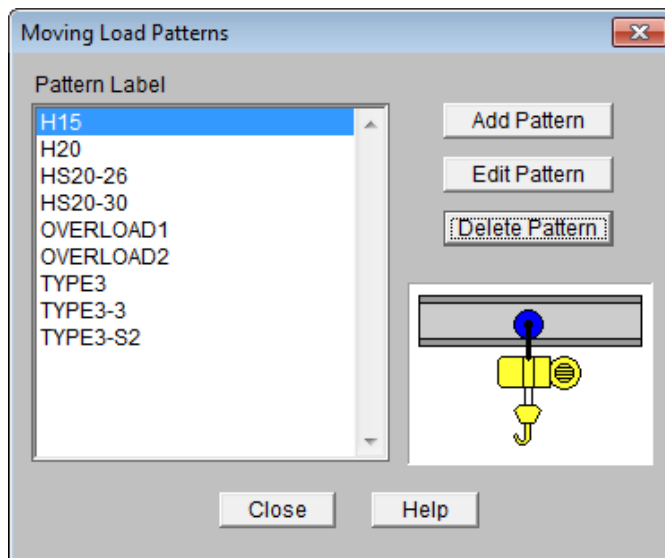 Moving Load Patterns
Pattern Label
H15
H20
HS20-26
HS20-30
OVERLOAD1
OVERLOAD2
TYPE3
TYPE3-3
TYPE3-S2
Add Pattern
Edit Pattern
Delete Pattern
Close
Help